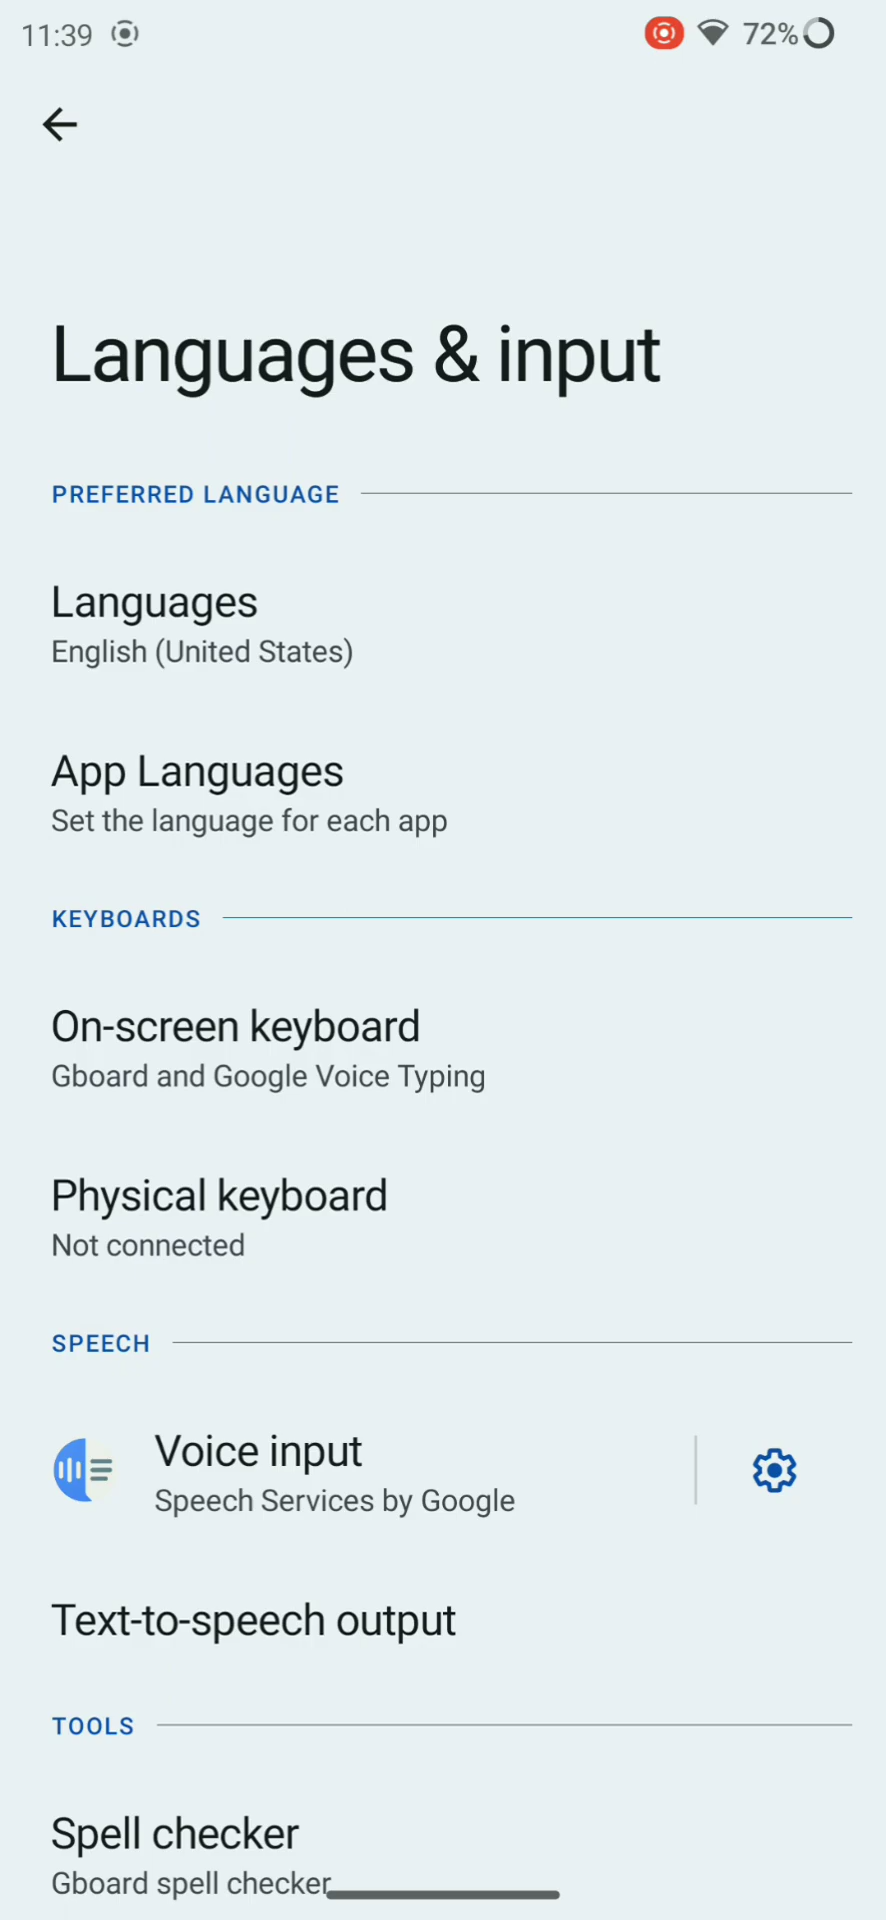 11:39
72%
Languages & input
PREFERRED LANGUAGE
Languages
English (United States)
App Languages
Set the language for each app
KEYBOARDS
On-screen keyboard
Gboard and Google Voice Typing
Physical keyboard
Not connected
SPEECH
Voice input
Speech Services by Google
Text-to-speech output
TOOLS
Spell checker
Gboard spell checker